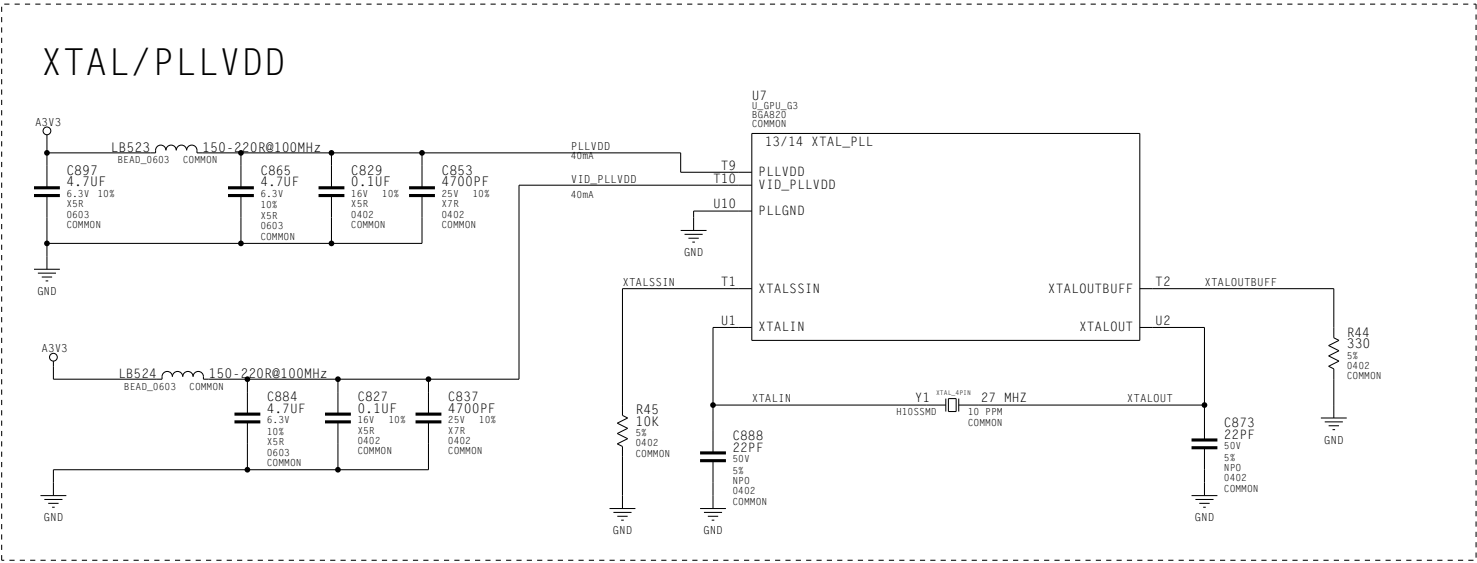 XTAL/PLLVDD
A3V3
LB523
150-220R@100MHz
BEAD_0603
COMMON
C897
4.7UF
6.3V 10%
X5R
0603
COMMON
C865
4.7UF
6.3V
10%
X5R
0603
COMMON
C829
0.1UF
16V 10%
X5R
0402
COMMON
C853
4700PF
25V 10%
X7R
0402
COMMON
GND
PLLVDD
40mA
VID_PLLVDD
40mA
U7
U_GPU_G3
BGA820
COMMON
13/14 XTAL_PLL
T9
PLLVDD
T10
VID_PLLVDD
U10
PLLGND
GND
XTALSSIN
T1
XTALSSIN
U1
XTALIN
XTALOUTBUFF
T2
XTALOUTBUFF
XTALOUT
U2
R44
330
5%
0402
COMMON
GND
A3V3
LB524
150-220R@100MHz
BEAD_0603
COMMON
C884
4.7UF
6.3V
10%
X5R
0603
COMMON
C827
0.1UF
16V 10%
X5R
0402
COMMON
C837
4700PF
25V 10%
X7R
0402
COMMON
GND
R45
10K
5%
0402
COMMON
GND
XTALIN
Y1
XTAL_4PIN
27 MHZ
H10SSMD
10 PPM
COMMON
XTALOUT
C888
22PF
50V
5%
NPO
0402
COMMON
GND
C873
22PF
50V
5%
NPO
0402
COMMON
GND